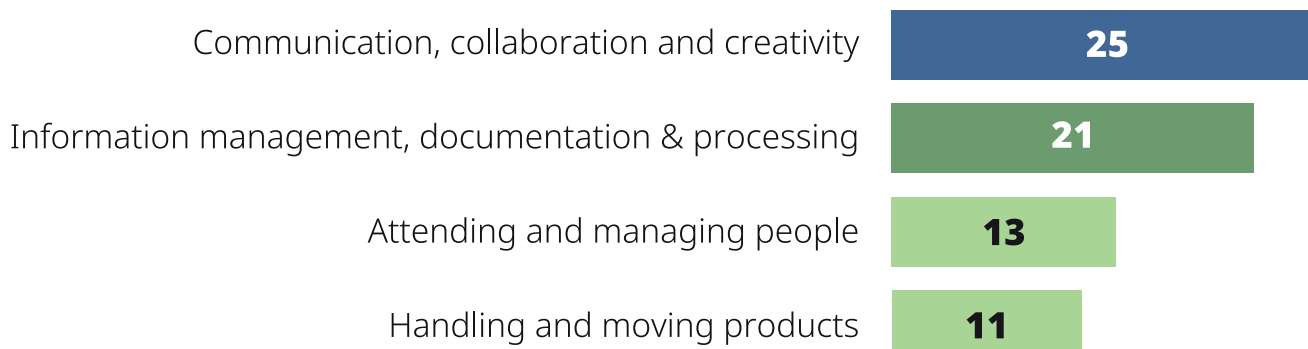 Communication, collaboration and creativity 25
Information management, documentation & processing 21
Attending and managing people 13
Handling and moving products 11